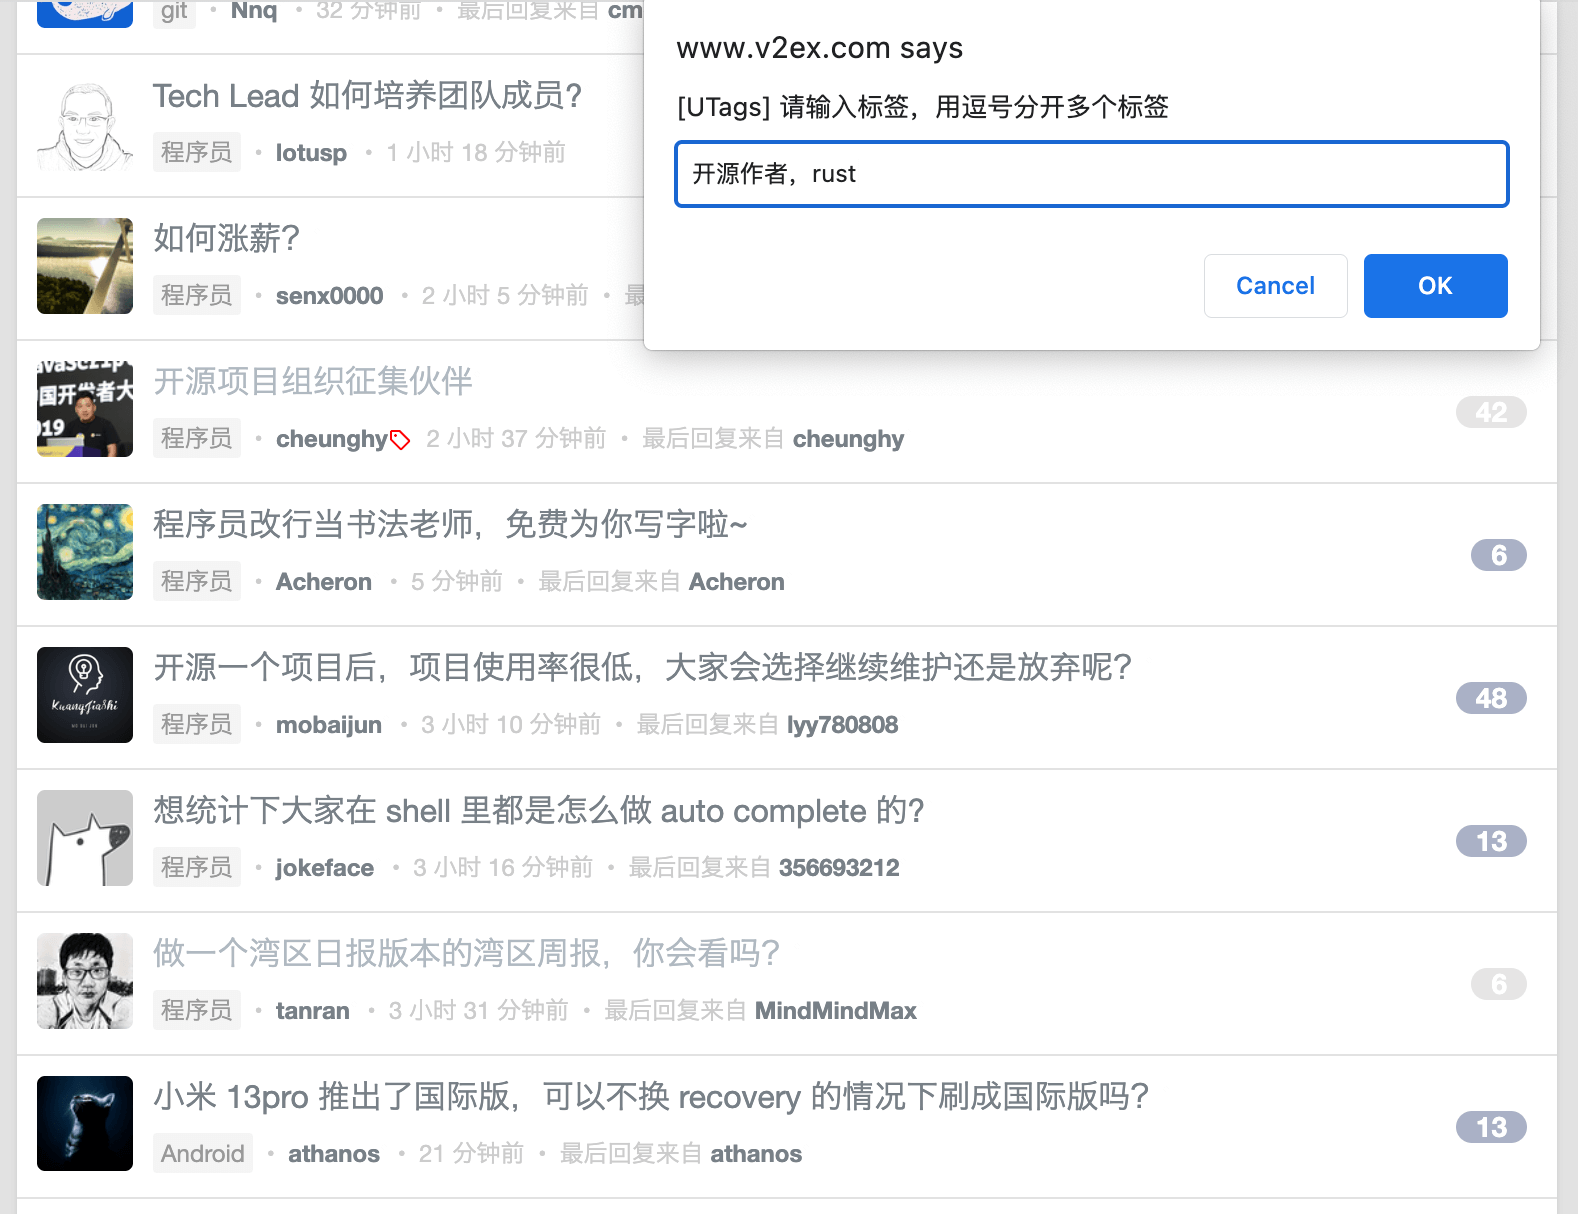 git • Nnq • 32 分钟前 • 最后回复来自 cm
www.v2ex.com says
[UTags] 请输入标签，用逗号分开多个标签
开源作者，rust
Cancel
OK
Tech Lead 如何培养团队成员？
程序员 • lotusp • 1 小时 18 分钟前
如何涨薪？
程序员 • senx0000 • 2 小时 5 分钟前 • 最
开源项目组织征集伙伴
程序员 • cheunghy 2 小时 37 分钟前 • 最后回复来自 cheunghy
42
程序员改行当书法老师，免费为你写字啦~
程序员 • Acheron • 5 分钟前 • 最后回复来自 Acheron
6
KuangJiaShi
开源一个项目后，项目使用率很低，大家会选择继续维护还是放弃呢？
程序员 • mobaijun • 3 小时 10 分钟前 • 最后回复来自 lyy780808
48
想统计下大家在 shell 里都是怎么做 auto complete 的?
程序员 • jokeface • 3 小时 16 分钟前 • 最后回复来自 356693212
13
做一个湾区日报版本的湾区周报，你会看吗？
程序员 • tanran • 3 小时 31 分钟前 • 最后回复来自 MindMindMax
6
小米 13pro 推出了国际版，可以不换 recovery 的情况下刷成国际版吗？
Android • athanos • 21 分钟前 • 最后回复来自 athanos
13